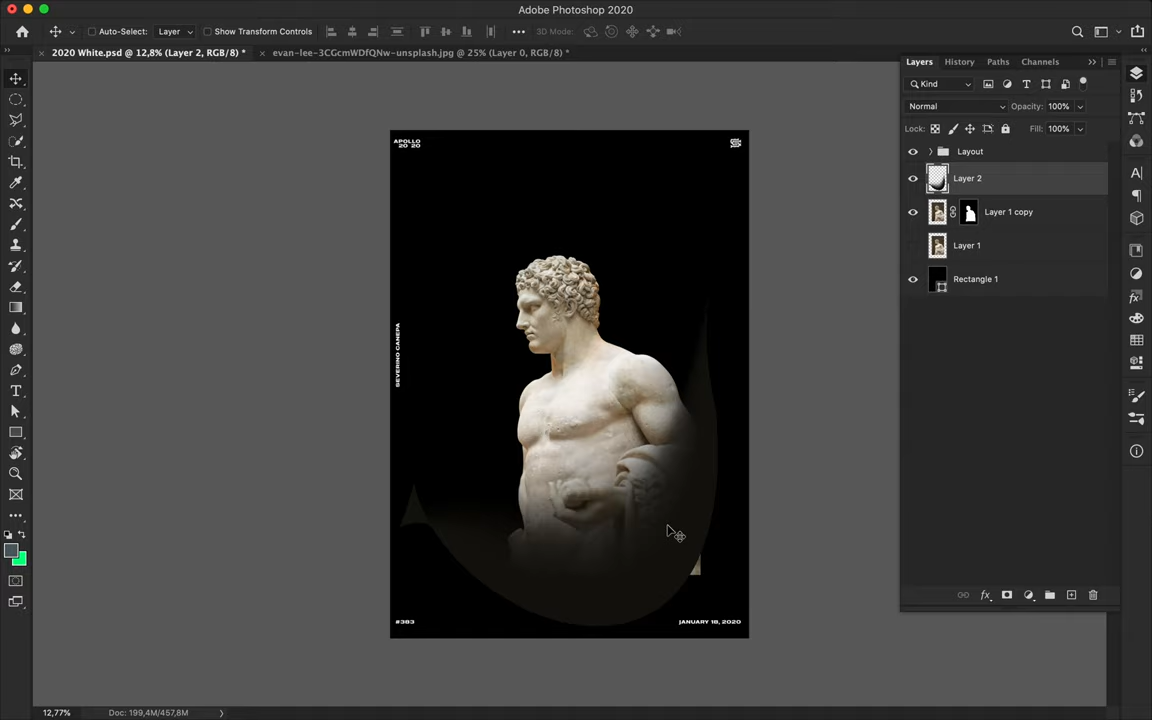 Adobe Photoshop 2020
Auto-Select:
Layer
Show Transform Controls
3D Mode:
2020 White.psd @ 12,8% (Layer 2, RGB/8) *
evan-lee-3CGcmWDfQNw-unsplash.jpg @ 25% (Layer 0, RGB/8) *
Layers
History
Paths
Channels
Kind
Normal
Opacity: 100%
Lock:
Fill: 100%
Layout
Layer 2
Layer 1 copy
Layer 1
Rectangle 1
APOLLO
20 20
SEVERINO CANEPA
#383
JANUARY 18, 2020
12,77%
Doc: 199,4M/457,8M